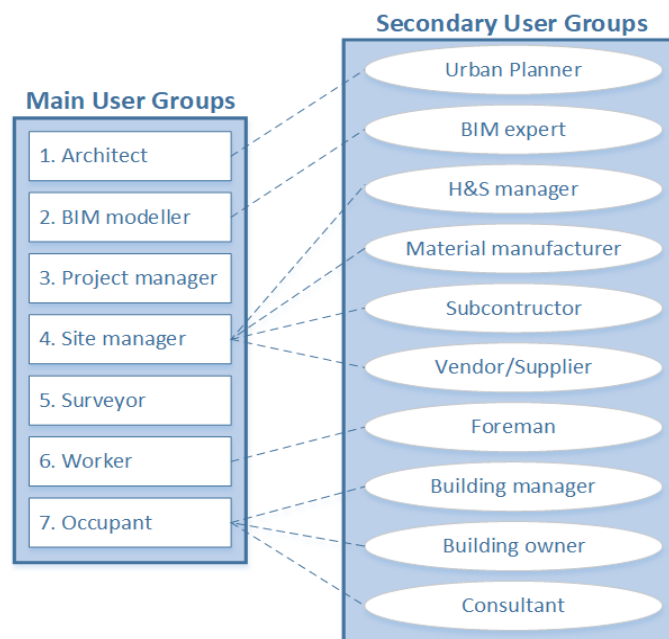 Secondary User Groups
Main User Groups
1. Architect
2. BIM modeller
3. Project manager
4. Site manager
5. Surveyor
6. Worker
7. Occupant
Urban Planner
BIM expert
H&S manager
Material manufacturer
Subcontructor
Vendor/Supplier
Foreman
Building manager
Building owner
Consultant